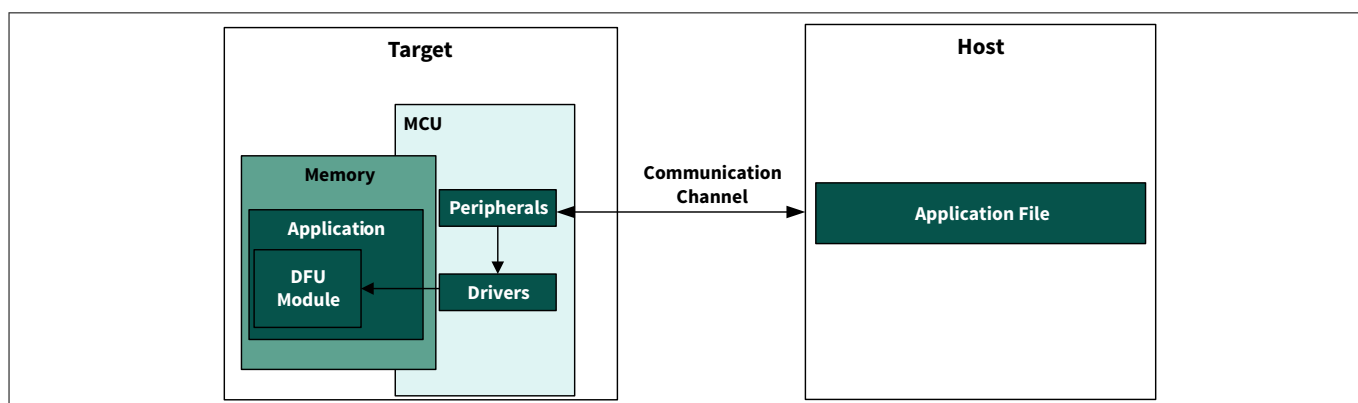 Target
Host
MCU
Memory
Communication
Channel
Peripherals
Application File
Application
DFU
Module
Drivers